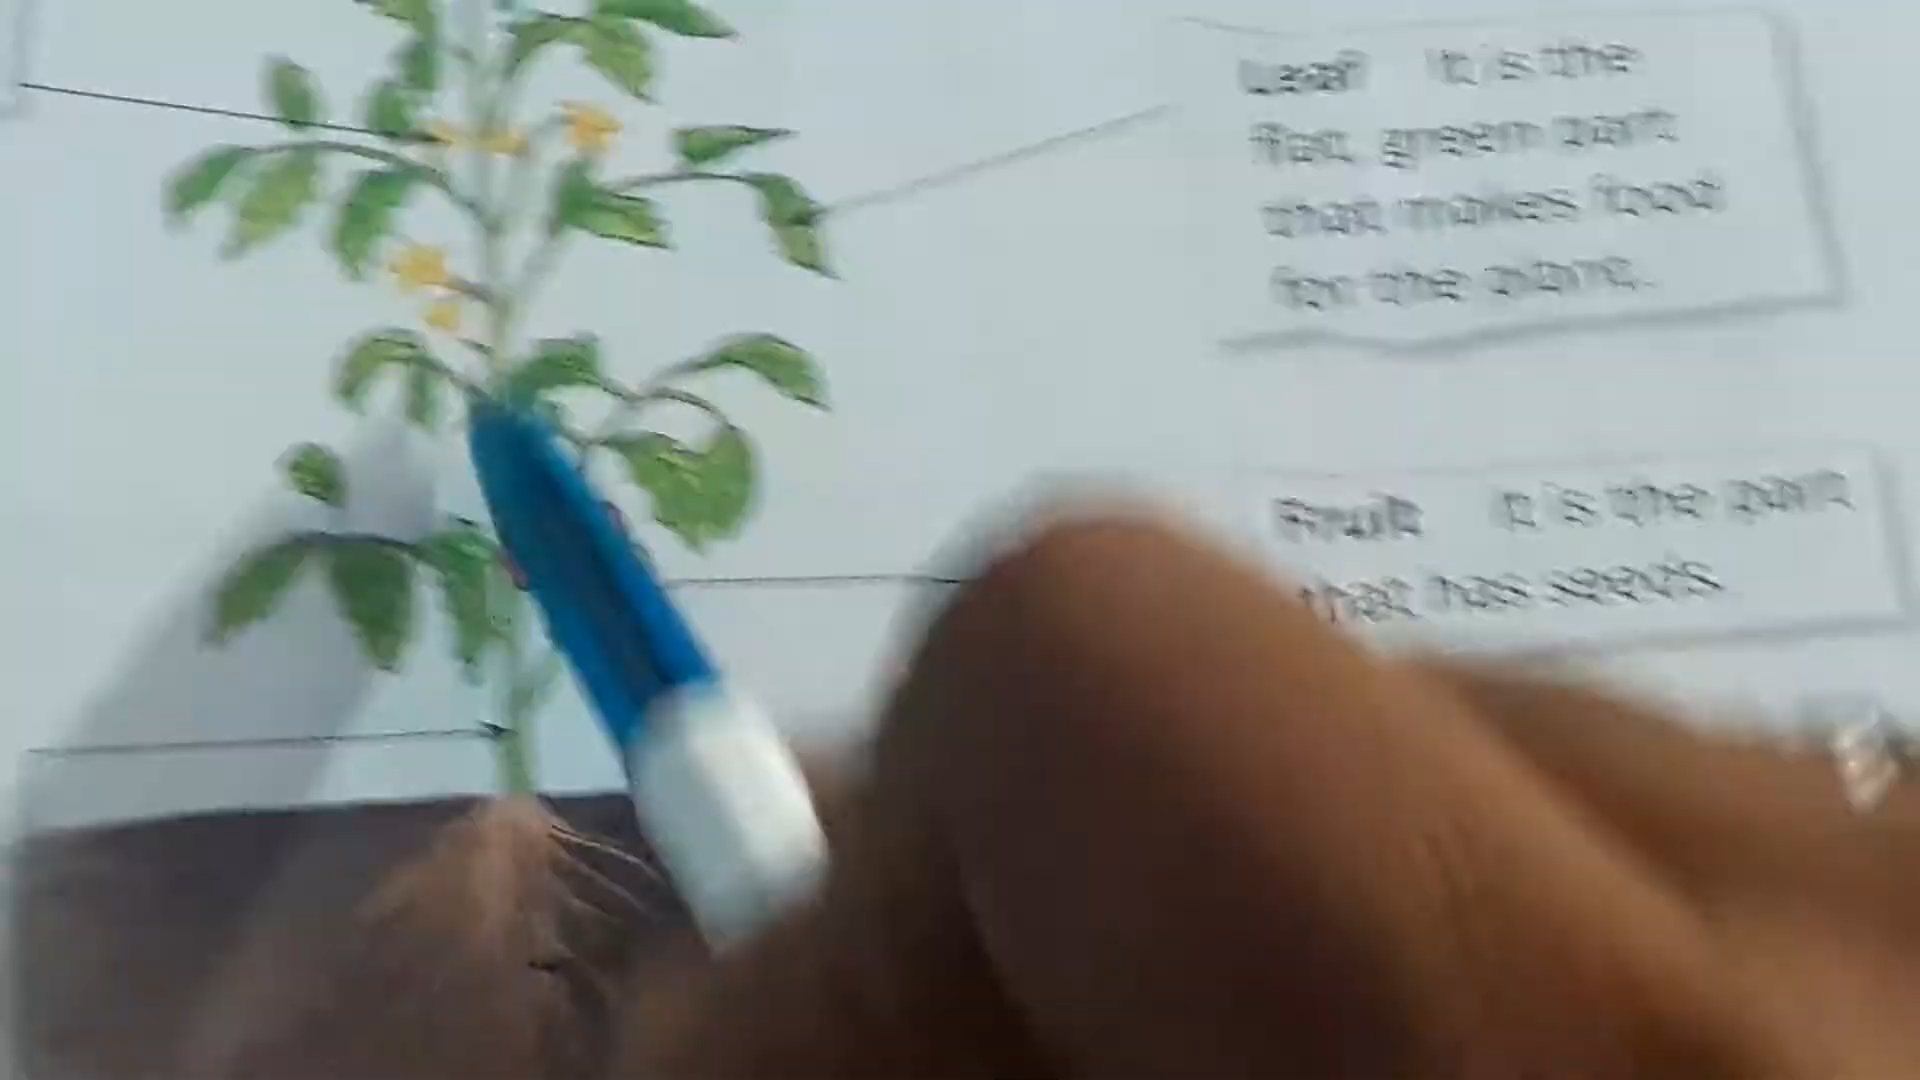 Leaf It is the
flat green part
that makes food
for the plant.
Fruit It is the part
that has seeds.